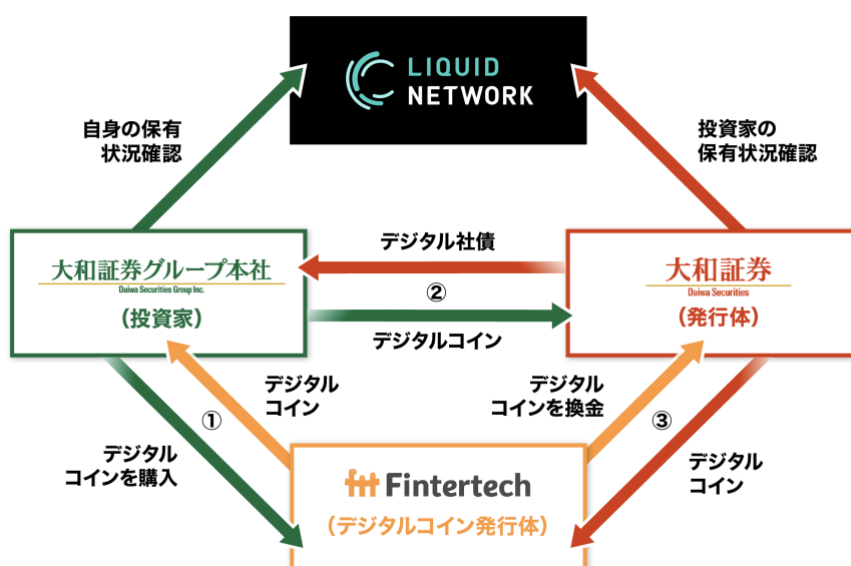 LIQUID
NETWORK
自身の保有
状況確認
投資家の
保有状況確認
大和証券グループ本社
Daiwa Securities Group Inc.
（投資家）
デジタル社債
②
デジタルコイン
大和証券
Daiwa Securities
（発行体）
デジタル
コイン
①
デジタル
コインを購入
デジタル
コインを換金
③
デジタル
コイン
Fintertech
（デジタルコイン発行体）